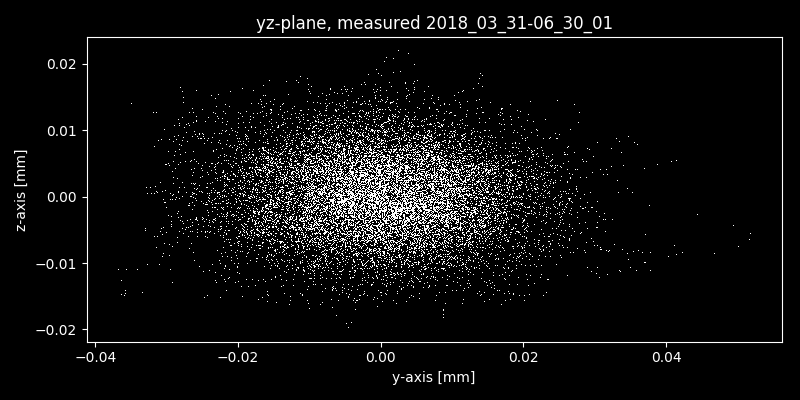 yz-plane, measured 2018_03_31-06_30_01
z-axis [mm]
0.02
0.01
0.00
−0.01
−0.02
−0.04 −0.02 0.00 0.02 0.04
y-axis [mm]